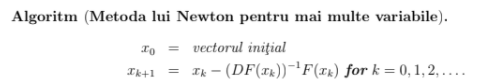 Algoritm (Metoda lui Newton pentru mai multe variabile).
x₀ = vectorul iniţial
xₖ₊₁ = xₖ − (DF(xₖ))⁻¹F(xₖ) for k = 0, 1, 2, . . . .